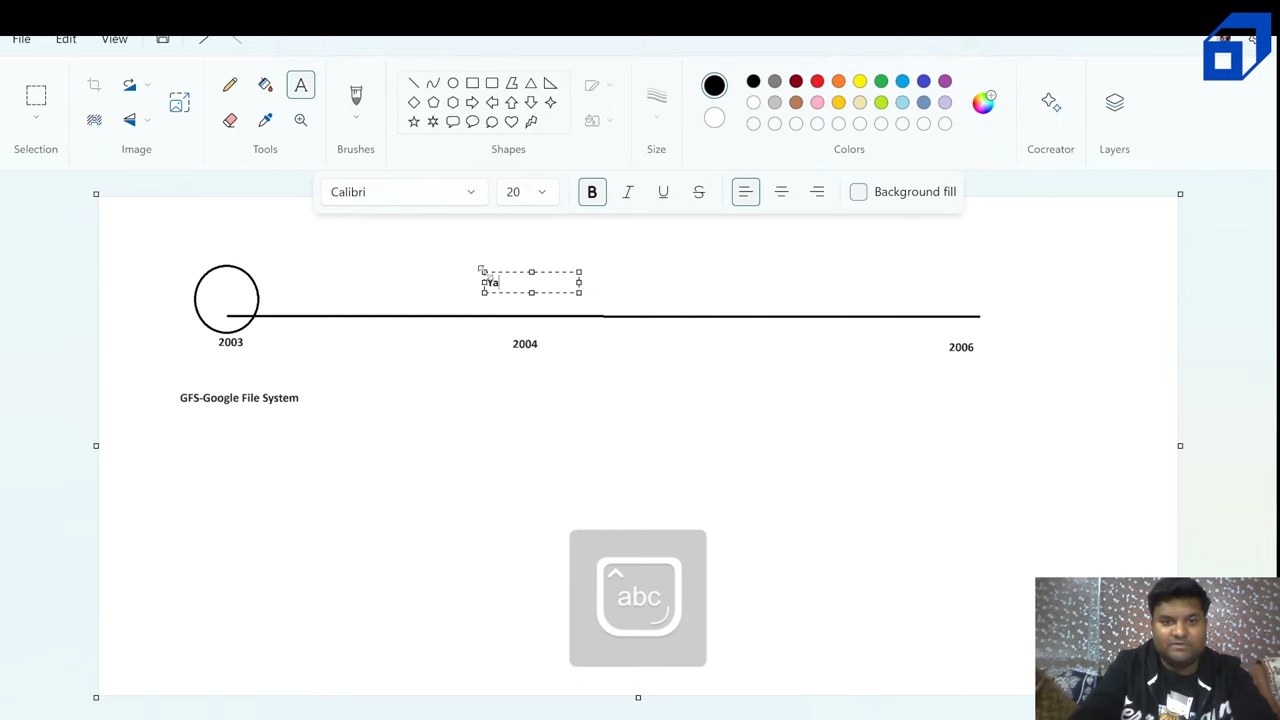 File Edit View
Selection Image Tools Brushes Shapes Size Colors Cocreator Layers
Calibri 20 B I U S Background fill
Ya
2003 2004 2006
GFS-Google File System
abc